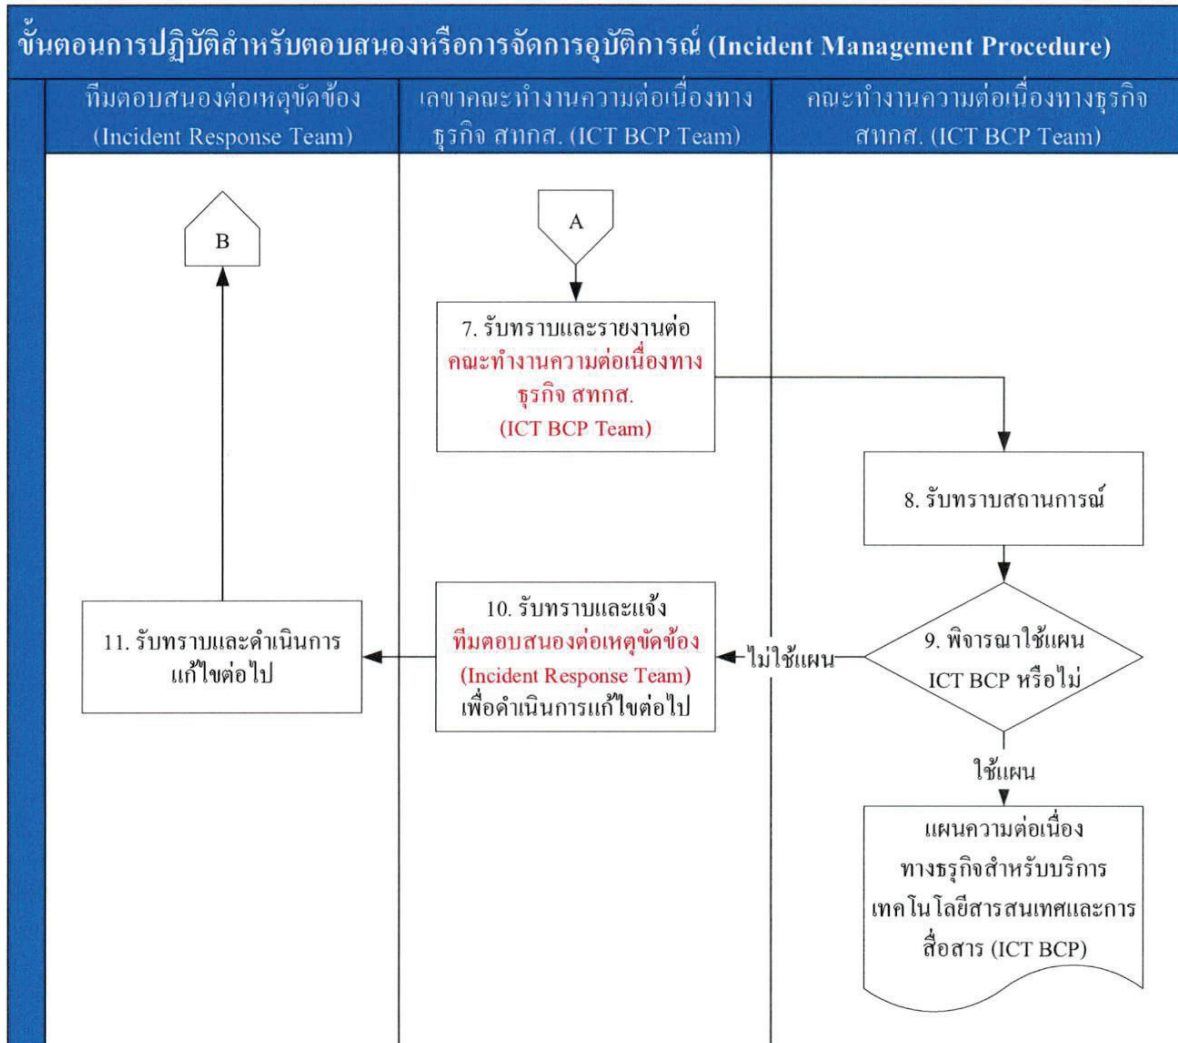 ขั้นตอนการปฏิบัติสำหรับตอบสนองหรือการจัดการอุบัติการณ์ (Incident Management Procedure)
ทีมตอบสนองต่อเหตุขัดข้อง
(Incident Response Team)
เลขาคณะทำงานความต่อเนื่องทาง
ธุรกิจ สทกส. (ICT BCP Team)
คณะทำงานความต่อเนื่องทางธุรกิจ
สทกส. (ICT BCP Team)
B
A
7. รับทราบและรายงานต่อ
คณะทำงานความต่อเนื่องทาง
ธุรกิจ สทกส.
(ICT BCP Team)
8. รับทราบสถานการณ์
9. พิจารณาใช้แผน
ICT BCP หรือไม่
ไม่ใช้แผน
10. รับทราบและแจ้ง
ทีมตอบสนองต่อเหตุขัดข้อง
(Incident Response Team)
เพื่อดำเนินการแก้ไขต่อไป
11. รับทราบและดำเนินการ
แก้ไขต่อไป
ใช้แผน
แผนความต่อเนื่อง
ทางธรุกิจสำหรับบริการ
เทคโนโลยีสารสนเทศและการ
สื่อสาร (ICT BCP)